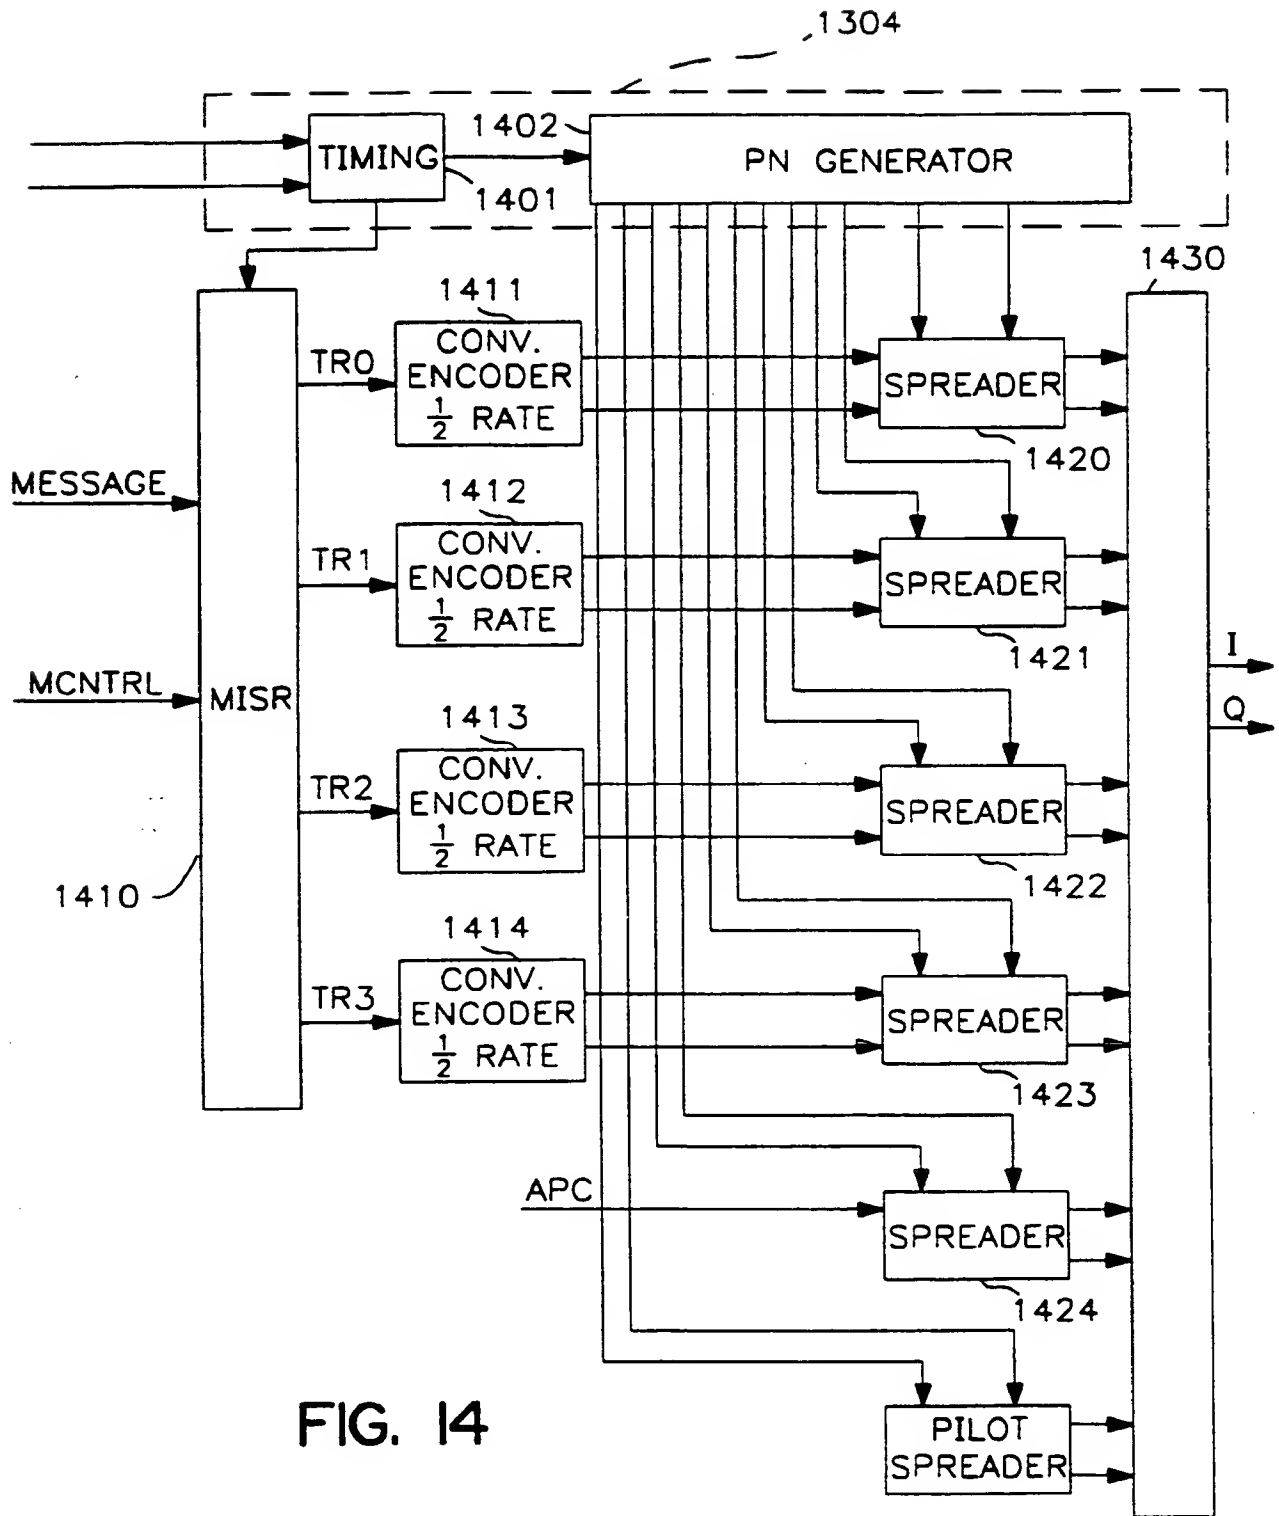 1304
1402
TIMING
PN GENERATOR
1401
1430
1411
CONV.
ENCODER
1/2 RATE
TR0
SPREADER
1420
MESSAGE
1412
CONV.
ENCODER
1/2 RATE
TR1
SPREADER
1421
I
MCNTRL
MISR
Q
1413
CONV.
ENCODER
1/2 RATE
TR2
SPREADER
1422
1410
1414
CONV.
ENCODER
1/2 RATE
TR3
SPREADER
1423
APC
SPREADER
1424
PILOT
SPREADER
FIG. 14